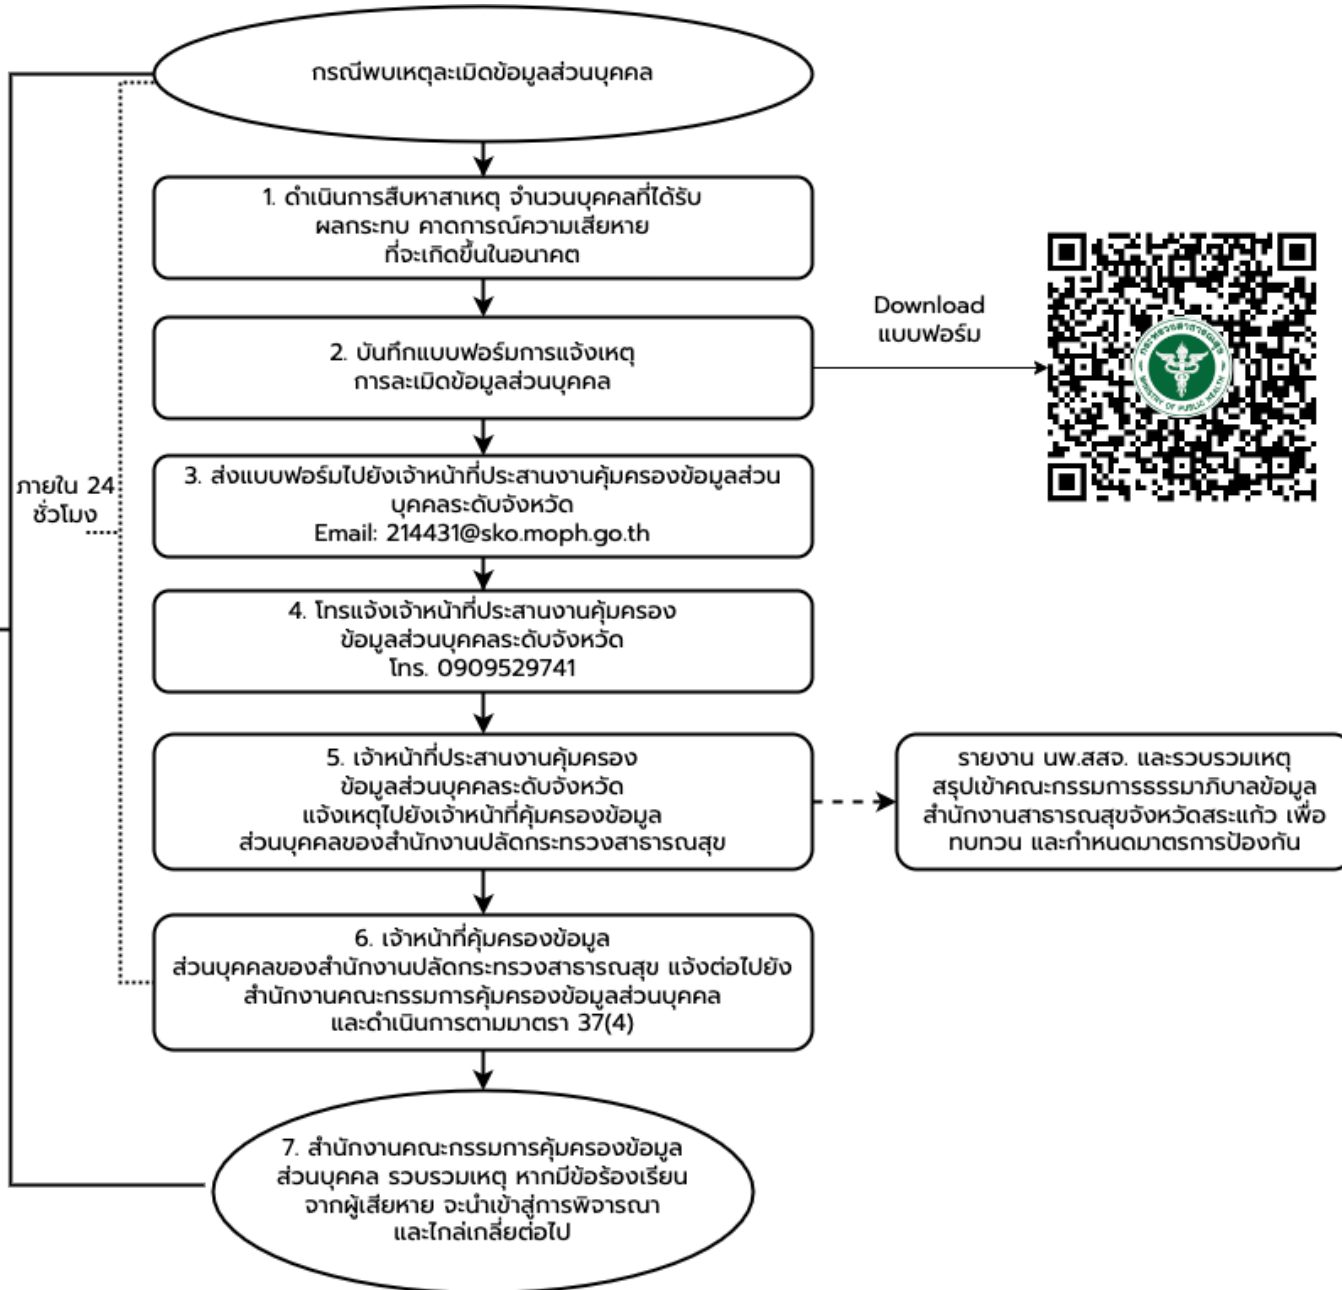 กรณีพบเหตุละเมิดข้อมูลส่วนบุคคล
1. ดำเนินการสืบหาสาเหตุ จำนวนบุคคลที่ได้รับ
ผลกระทบ คาดการณ์ความเสียหาย
ที่จะเกิดขึ้นในอนาคต
2. บันทึกแบบฟอร์มการแจ้งเหตุ
การละเมิดข้อมูลส่วนบุคคล
Download
แบบฟอร์ม
กระทรวงสาธารณสุข
MINISTRY OF PUBLIC HEALTH
ภายใน 24
ชั่วโมง
3. ส่งแบบฟอร์มไปยังเจ้าหน้าที่ประสานงานคุ้มครองข้อมูลส่วน
บุคคลระดับจังหวัด
Email: 214431@sko.moph.go.th
4. โทรแจ้งเจ้าหน้าที่ประสานงานคุ้มครอง
ข้อมูลส่วนบุคคลระดับจังหวัด
โทร. 0909529741
5. เจ้าหน้าที่ประสานงานคุ้มครอง
ข้อมูลส่วนบุคคลระดับจังหวัด
แจ้งเหตุไปยังเจ้าหน้าที่คุ้มครองข้อมูล
ส่วนบุคคลของสำนักงานปลัดกระทรวงสาธารณสุข
รายงาน นพ.สสจ. และรวบรวมเหตุ
สรุปเข้าคณะกรรมการธรรมาภิบาลข้อมูล
สำนักงานสาธารณสุขจังหวัดสระแก้ว เพื่อ
ทบทวน และกำหนดมาตรการป้องกัน
6. เจ้าหน้าที่คุ้มครองข้อมูล
ส่วนบุคคลของสำนักงานปลัดกระทรวงสาธารณสุข แจ้งต่อไปยัง
สำนักงานคณะกรรมการคุ้มครองข้อมูลส่วนบุคคล
และดำเนินการตามมาตรา 37(4)
7. สำนักงานคณะกรรมการคุ้มครองข้อมูล
ส่วนบุคคล รวบรวมเหตุ หากมีข้อร้องเรียน
จากผู้เสียหาย จะนำเข้าสู่การพิจารณา
และไกล่เกลี่ยต่อไป